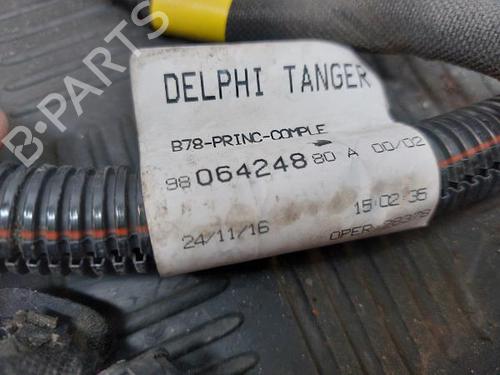 DELPHI TANGER
B78-PRINC-COMPLE
98 064248 80 A 00/02
24/11/16 15:02:35
OPER
B-PARTS